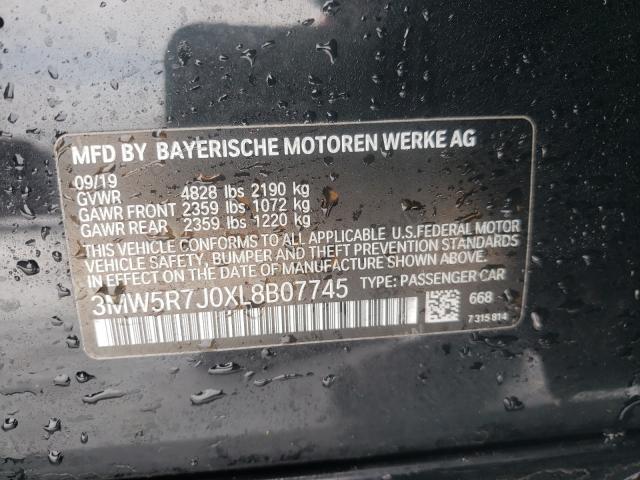 MFD BY BAYERISCHE MOTOREN WERKE AG
09/19
GVWR 4828 lbs 2190 kg
GAWR FRONT 2359 lbs 1072 kg
GAWR REAR 2359 lbs 1220 kg
THIS VEHICLE CONFORMS TO ALL APPLICABLE U.S.FEDERAL MOTOR
VEHICLE SAFETY, BUMPER, AND THEFT PREVENTION STANDARDS
IN EFFECT ON THE DATE OF MANUFACTURE SHOWN ABOVE.
3MW5R7J0XL8B07745 TYPE: PASSENGER CAR
668
7 315 814